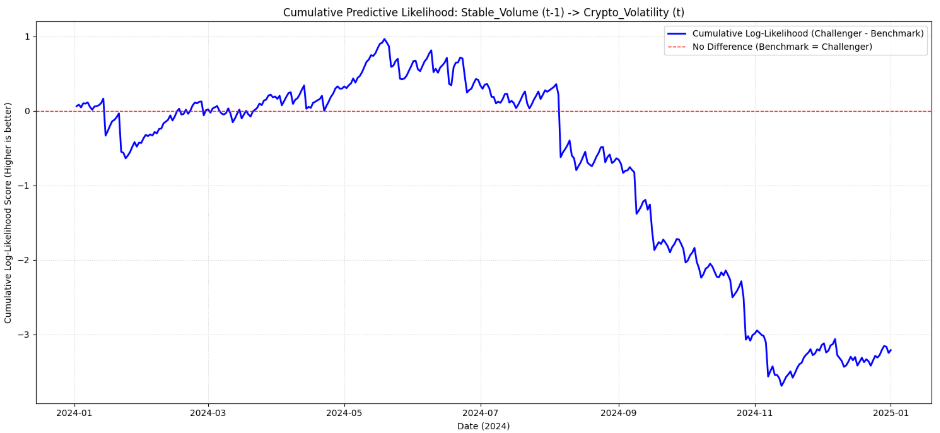 Cumulative Predictive Likelihood: Stable_Volume (t-1) -> Crypto_Volatility (t)
Cumulative Log-Likelihood (Challenger - Benchmark)
No Difference (Benchmark = Challenger)
Cumulative Log-Likelihood Score (Higher is better)
1
0
−1
−2
−3
2024-01 2024-03 2024-05 2024-07 2024-09 2024-11 2025-01
Date (2024)